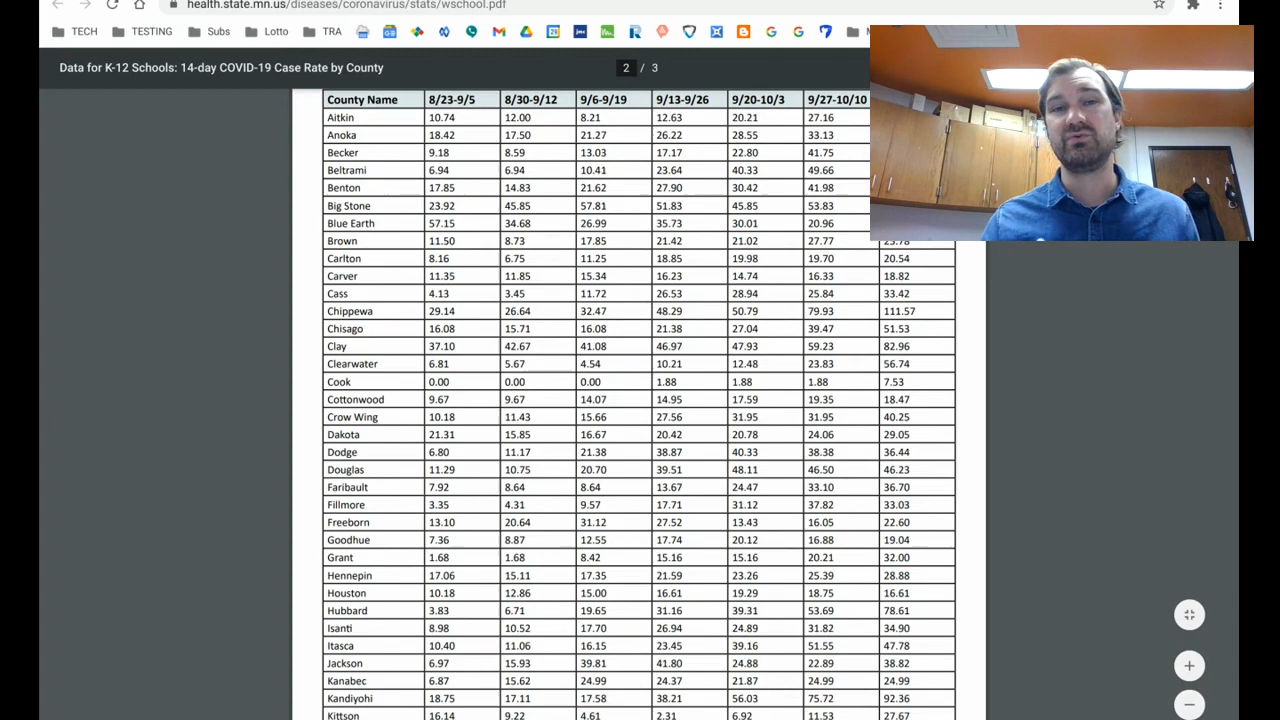 health.state.mn.us/diseases/coronavirus/stats/wschool.pdf
TECH TESTING Subs Lotto TRA
Data for K-12 Schools: 14-day COVID-19 Case Rate by County 2 / 3
County Name 8/23-9/5 8/30-9/12 9/6-9/19 9/13-9/26 9/20-10/3 9/27-10/10
Aitkin 10.74 12.00 8.21 12.63 20.21 27.16
Anoka 18.42 17.50 21.27 26.22 28.55 33.13
Becker 9.18 8.59 13.03 17.17 22.80 41.75
Beltrami 6.94 6.94 10.41 23.64 40.33 49.66
Benton 17.85 14.83 21.62 27.90 30.42 41.98
Big Stone 23.92 45.85 57.81 51.83 45.85 53.83
Blue Earth 57.15 34.68 26.99 35.73 30.01 20.96
Brown 11.50 8.73 17.85 21.42 21.02 27.77
Carlton 8.16 6.75 11.25 18.85 19.98 19.70 20.54
Carver 11.35 11.85 15.34 16.23 14.74 16.33 18.82
Cass 4.13 3.45 11.72 26.53 28.94 25.84 33.42
Chippewa 29.14 26.64 32.47 48.29 50.79 79.93 111.57
Chisago 16.08 15.71 16.08 21.38 27.04 39.47 51.53
Clay 37.10 42.67 41.08 46.97 47.93 59.23 82.96
Clearwater 6.81 5.67 4.54 10.21 12.48 23.83 56.74
Cook 0.00 0.00 0.00 1.88 1.88 1.88 7.53
Cottonwood 9.67 9.67 14.07 14.95 17.59 19.35 18.47
Crow Wing 10.18 11.43 15.66 27.56 31.95 31.95 40.25
Dakota 21.31 15.85 16.67 20.42 20.78 24.06 29.05
Dodge 6.80 11.17 21.38 38.87 40.33 38.38 36.44
Douglas 11.29 10.75 20.70 39.51 48.11 46.50 46.23
Faribault 7.92 8.64 8.64 13.67 24.47 33.10 36.70
Fillmore 3.35 4.31 9.57 17.71 31.12 37.82 33.03
Freeborn 13.10 20.64 31.12 27.52 13.43 16.05 22.60
Goodhue 7.36 8.87 12.55 17.74 20.12 16.88 19.04
Grant 1.68 1.68 8.42 15.16 15.16 20.21 32.00
Hennepin 17.06 15.11 17.35 21.59 23.26 25.39 28.88
Houston 10.18 12.86 15.00 16.61 19.29 18.75 16.61
Hubbard 3.83 6.71 19.65 31.16 39.31 53.69 78.61
Isanti 8.98 10.52 17.70 26.94 24.89 31.82 34.90
Itasca 10.40 11.06 16.15 23.45 39.16 51.55 47.78
Jackson 6.97 15.93 39.81 41.80 24.88 22.89 38.82
Kanabec 6.87 15.62 24.99 24.37 21.87 24.99 24.99
Kandiyohi 18.75 17.11 17.58 38.21 56.03 75.72 92.36
Kittson 16.14 9.22 4.61 2.31 6.92 11.53 27.67